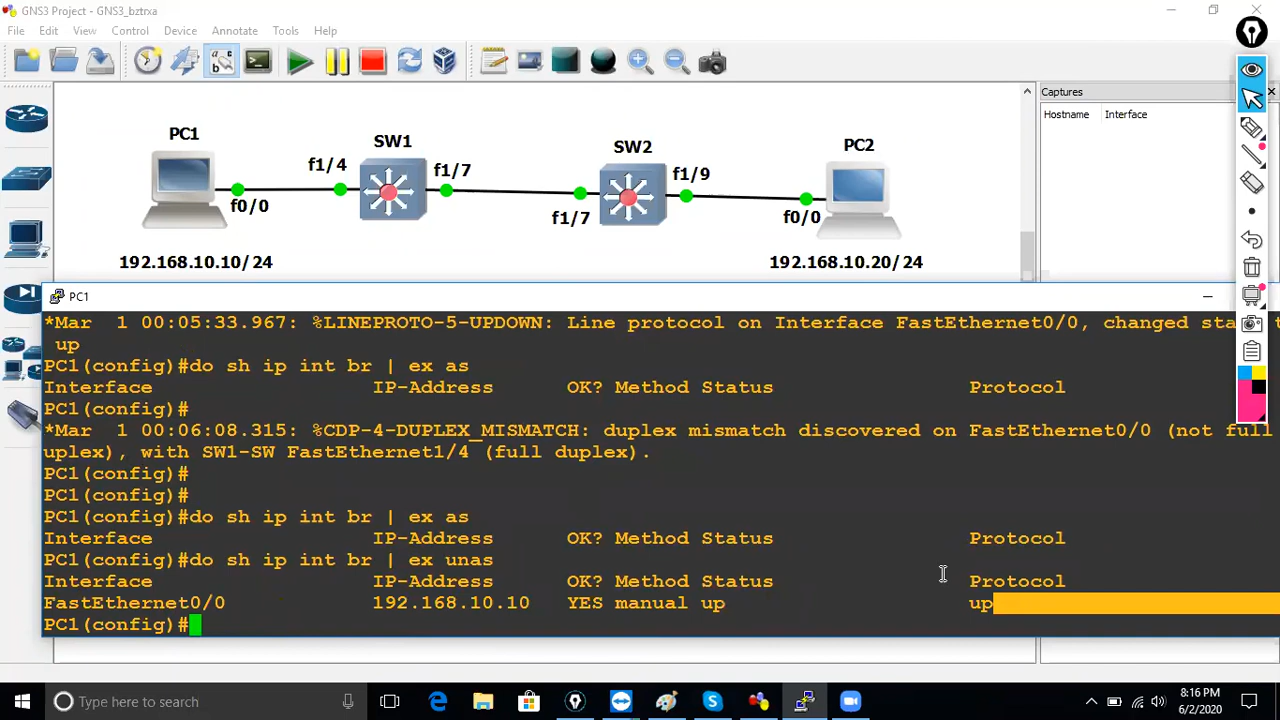 GNS3 Project - GNS3_bztrxa
File Edit View Control Device Annotate Tools Help
Captures
Hostname Interface
PC1
SW1
SW2
PC2
f1/4
f1/7
f1/9
f0/0
f1/7
f0/0
192.168.10.10/24
192.168.10.20/24
PC1
*Mar 1 00:05:33.967: %LINEPROTO-5-UPDOWN: Line protocol on Interface FastEthernet0/0, changed sta t
up
PC1(config)#do sh ip int br | ex as
Interface IP-Address OK? Method Status Protocol
PC1(config)#
*Mar 1 00:06:08.315: %CDP-4-DUPLEX_MISMATCH: duplex mismatch discovered on FastEthernet0/0 (not full
uplex), with SW1-SW FastEthernet1/4 (full duplex).
PC1(config)#
PC1(config)#
PC1(config)#do sh ip int br | ex as
Interface IP-Address OK? Method Status Protocol
PC1(config)#do sh ip int br | ex unas
Interface IP-Address OK? Method Status Protocol
FastEthernet0/0 192.168.10.10 YES manual up up
PC1(config)#
Type here to search
8:16 PM
6/2/2020